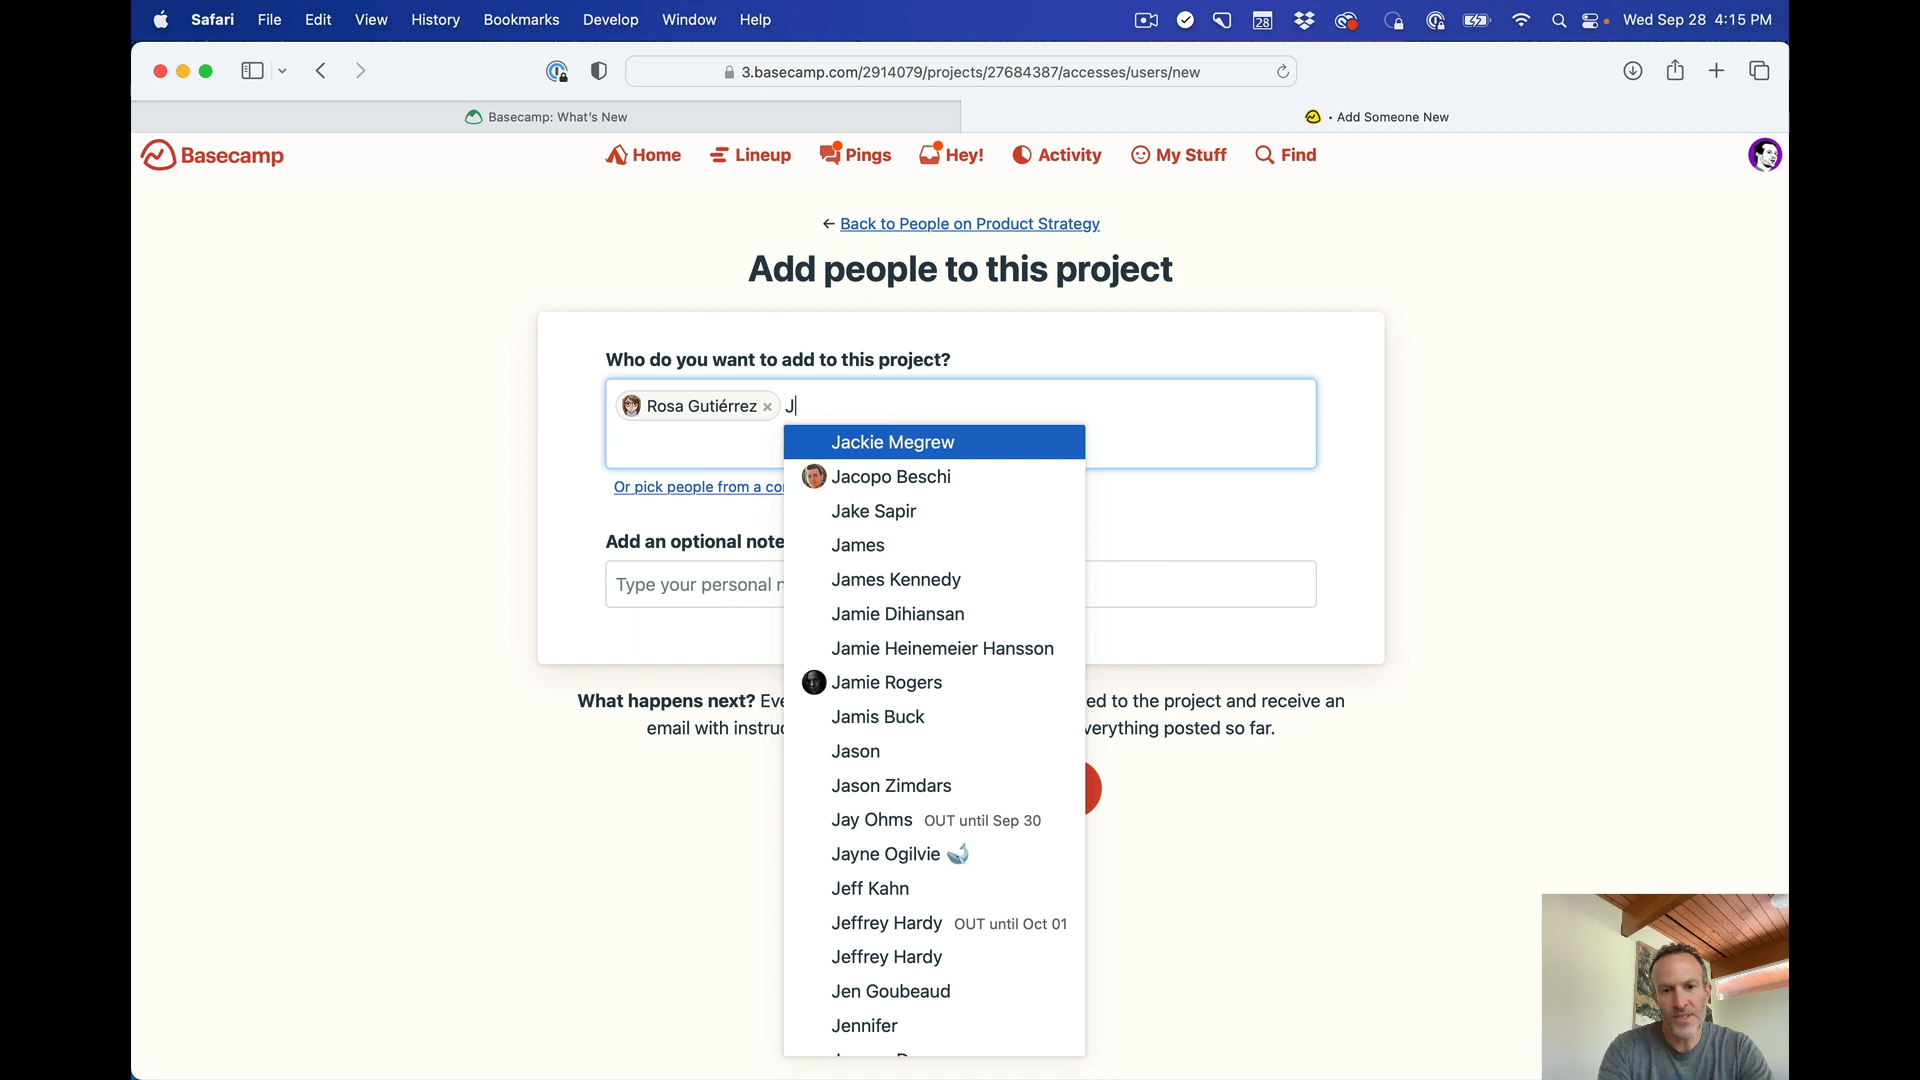 Safari File Edit View History Bookmarks Develop Window Help 28 Wed Sep 28 4:15 PM
3.basecamp.com/2914079/projects/27684387/accesses/users/new
Basecamp: What's New
• Add Someone New
Basecamp Home Lineup Pings Hey! Activity My Stuff Find
← Back to People on Product Strategy
Add people to this project
Who do you want to add to this project?
Rosa Gutiérrez × J
Jackie Megrew
Jacopo Beschi
Or pick people from a
Jake Sapir
Add an optional note
James
Type your personal
James Kennedy
Jamie Dihiansan
Jamie Heinemeier Hansson
Jamie Rogers
What happens next? to the project and receive an
Jamis Buck
email with posted so far.
Jason
Jason Zimdars
Jay Ohms OUT until Sep 30
Jayne Ogilvie 🐳
Jeff Kahn
Jeffrey Hardy OUT until Oct 01
Jeffrey Hardy
Jen Goubeaud
Jennifer